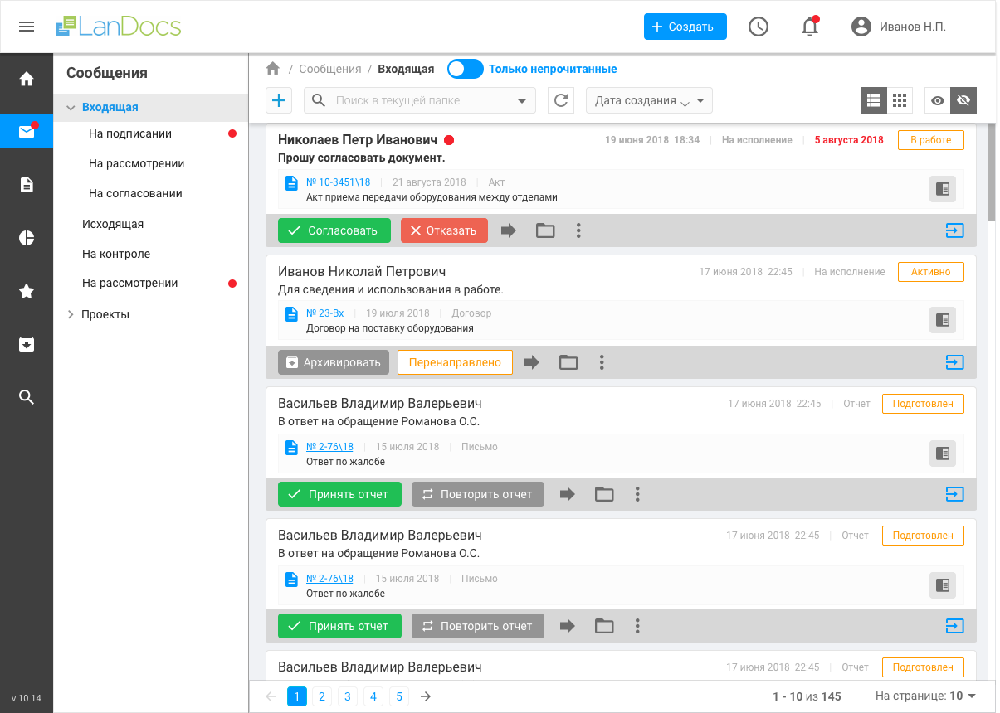 LanDocs
Создать
Иванов Н.П.
Сообщения
Входящая
На подписании
На рассмотрении
На согласовании
Исходящая
На контроле
На рассмотрении
Проекты
v 10.14
/ Сообщения / Входящая Только непрочитанные
Поиск в текущей папке Дата создания
Николаев Петр Иванович 19 июня 2018 18:34 | На исполнение | 5 августа 2018 В работе
Прошу согласовать документ.
№ 10-3451\18 | 21 августа 2018 | Акт
Акт приема передачи оборудования между отделами
Согласовать Отказать
Иванов Николай Петрович 17 июня 2018 22:45 | На исполнение Активно
Для сведения и использования в работе.
№ 23-Вх | 19 июля 2018 | Договор
Договор на поставку оборудования
Архивировать Перенаправлено
Васильев Владимир Валерьевич 17 июня 2018 22:45 | Отчет Подготовлен
В ответ на обращение Романова О.С.
№ 2-76\18 | 15 июля 2018 | Письмо
Ответ по жалобе
Принять отчет Повторить отчет
Васильев Владимир Валерьевич 17 июня 2018 22:45 | Отчет Подготовлен
В ответ на обращение Романова О.С.
№ 2-76\18 | 15 июля 2018 | Письмо
Ответ по жалобе
Принять отчет Повторить отчет
Васильев Владимир Валерьевич 17 июня 2018 22:45 | Отчет Подготовлен
1 2 3 4 5 1 - 10 из 145 На странице: 10